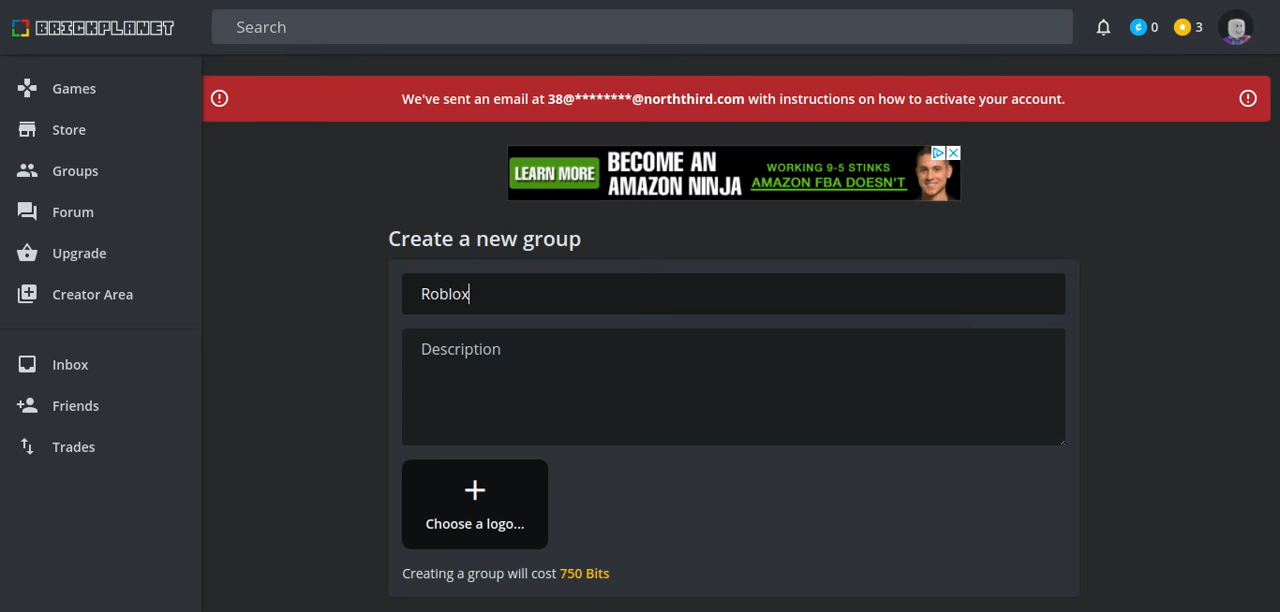 BRICKPLANET
Search
0
3
Games
Store
Groups
Forum
Upgrade
Creator Area
Inbox
Friends
Trades
We've sent an email at 38@********@norththird.com with instructions on how to activate your account.
LEARN MORE
BECOME AN
AMAZON NINJA
WORKING 9-5 STINKS
AMAZON FBA DOESN'T
Create a new group
Roblox
Description
Choose a logo...
Creating a group will cost 750 Bits